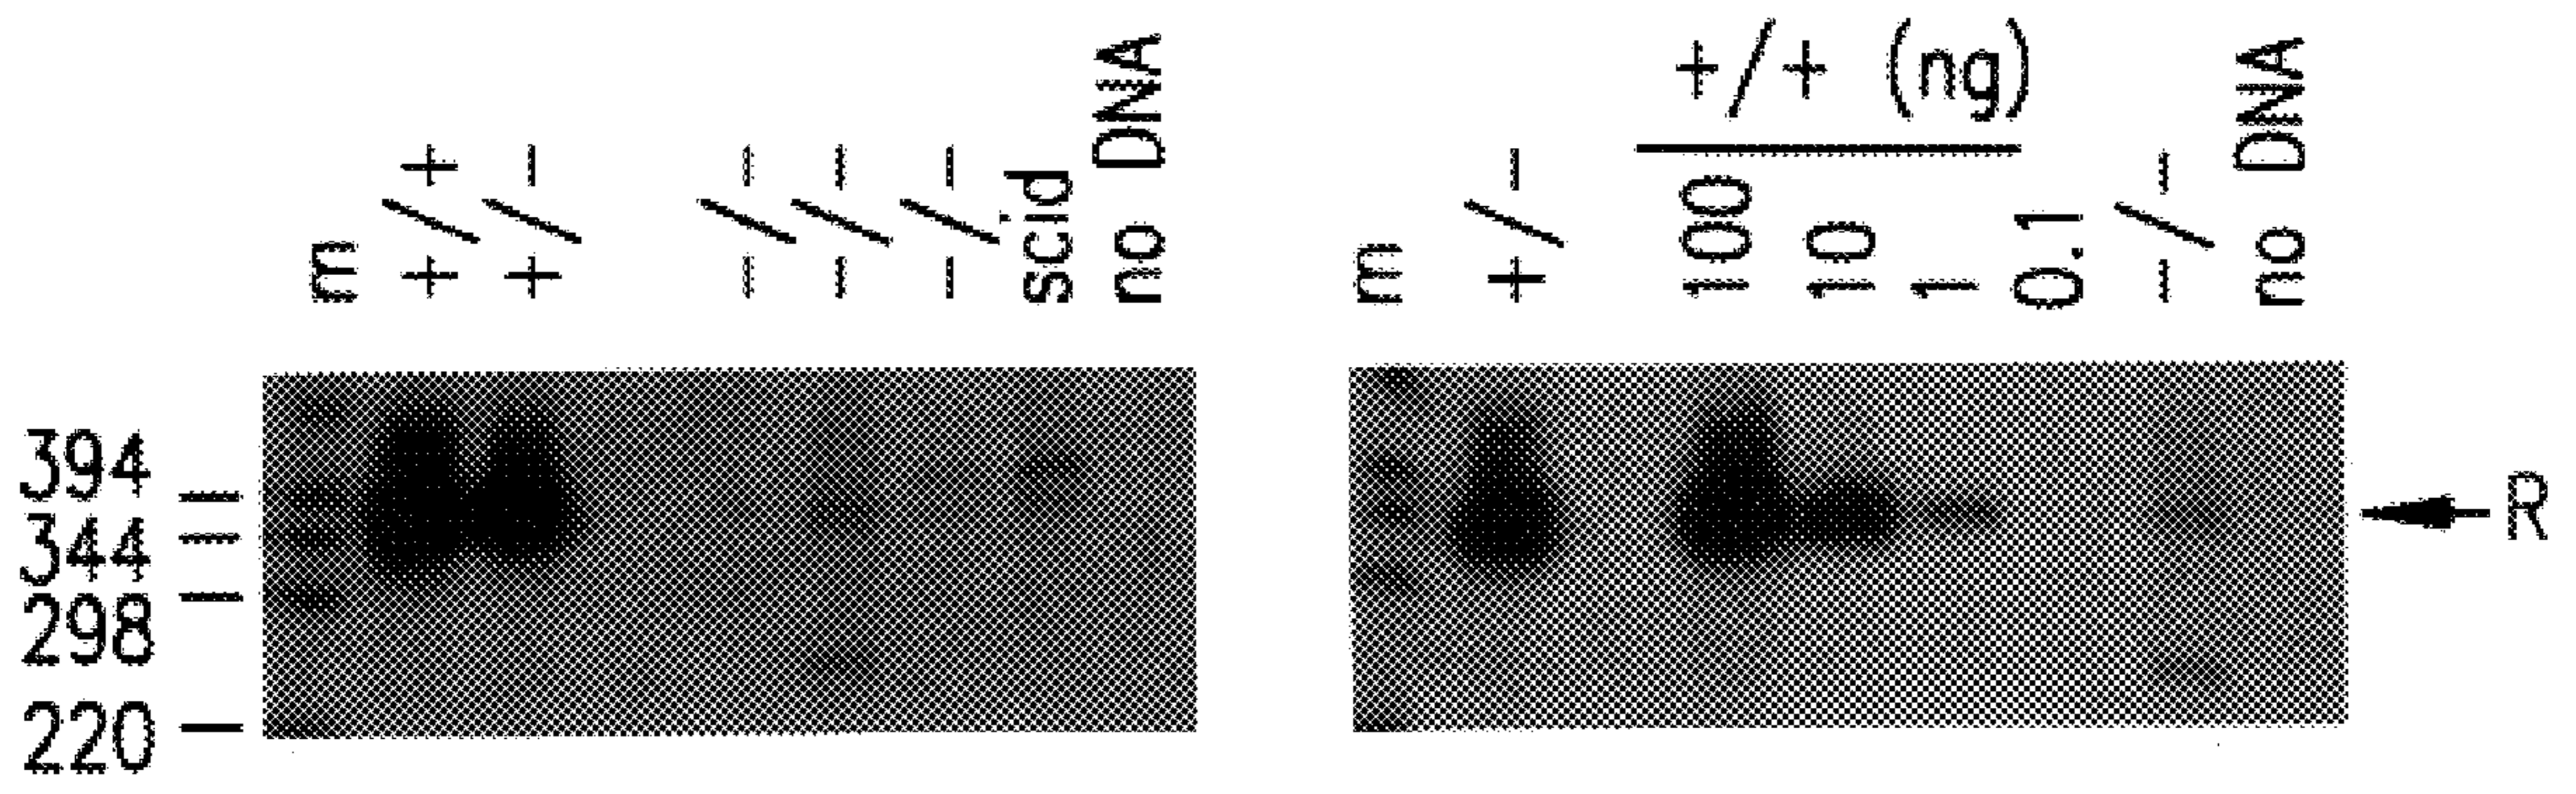 m
+/+
+/-
-/-
-/-
-/-
scid
no DNA
394
344
298
220
+/+ (ng)
m
+/-
100
10
1
0.1
-/-
no DNA
R